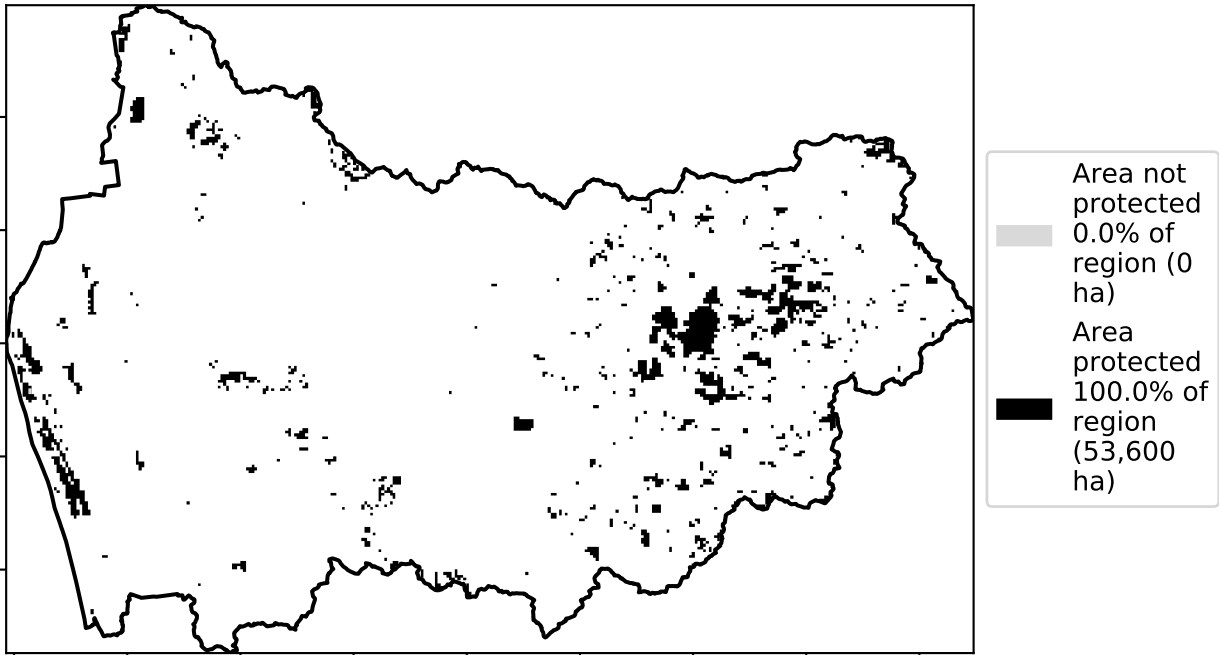 Area not
protected
0.0% of
region (0
ha)
Area
protected
100.0% of
region
(53,600
ha)